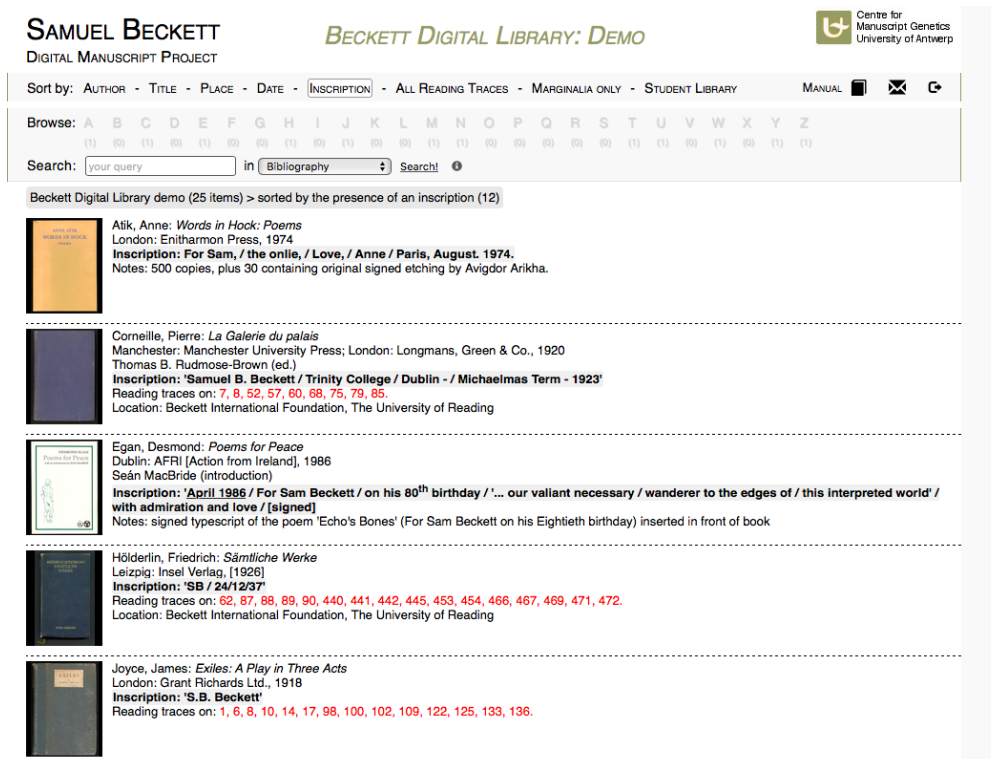 SAMUEL BECKETT
DIGITAL MANUSCRIPT PROJECT
BECKETT DIGITAL LIBRARY: DEMO
Centre for
Manuscript Genetics
University of Antwerp
Sort by: AUTHOR - TITLE - PLACE - DATE - INSCRIPTION - ALL READING TRACES - MARGINALIA ONLY - STUDENT LIBRARY MANUAL
Browse: A B C D E F G H I J K L M N O P Q R S T U V W X Y Z
(1) (0) (1) (0) (1) (0) (0) (1) (0) (1) (0) (0) (1) (1) (0) (0) (0) (0) (0) (1) (1) (0) (0) (0) (1) (1)
Search: your query in Bibliography Search!
Beckett Digital Library demo (25 items) > sorted by the presence of an inscription (12)
ANNE ATIK
WORDS IN HOCK
Atik, Anne: Words in Hock: Poems
London: Enitharmon Press, 1974
Inscription: For Sam, / the onlie, / Love, / Anne / Paris, August. 1974.
Notes: 500 copies, plus 30 containing original signed etching by Avigdor Arikha.
Corneille, Pierre: La Galerie du palais
Manchester: Manchester University Press; London: Longmans, Green & Co., 1920
Thomas B. Rudmose-Brown (ed.)
Inscription: 'Samuel B. Beckett / Trinity College / Dublin - / Michaelmas Term - 1923'
Reading traces on: 7, 8, 52, 57, 60, 68, 75, 79, 85.
Location: Beckett International Foundation, The University of Reading
DESMOND EGAN
Poems for Peace
Egan, Desmond: Poems for Peace
Dublin: AFRI [Action from Ireland], 1986
Seán MacBride (introduction)
Inscription: 'April 1986 / For Sam Beckett / on his 80th birthday / '... our valiant necessary / wanderer to the edges of / this interpreted world' /
with admiration and love / [signed]
Notes: signed typescript of the poem 'Echo's Bones' (For Sam Beckett on his Eightieth birthday) inserted in front of book
Hölderlin, Friedrich: Sämtliche Werke
Leizpig: Insel Verlag, [1926]
Inscription: 'SB / 24/12/37'
Reading traces on: 62, 87, 88, 89, 90, 440, 441, 442, 445, 453, 454, 466, 467, 469, 471, 472.
Location: Beckett International Foundation, The University of Reading
EXILES
Joyce, James: Exiles: A Play in Three Acts
London: Grant Richards Ltd., 1918
Inscription: 'S.B. Beckett'
Reading traces on: 1, 6, 8, 10, 14, 17, 98, 100, 102, 109, 122, 125, 133, 136.